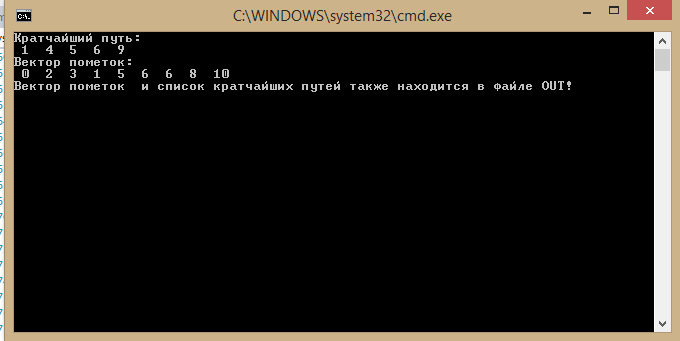 C:\WINDOWS\system32\cmd.exe
Кратчайший путь:
1 4 5 6 9
Вектор пометок:
0 2 3 1 5 6 6 8 10
Вектор пометок и список кратчайших путей также находится в файле OUT!